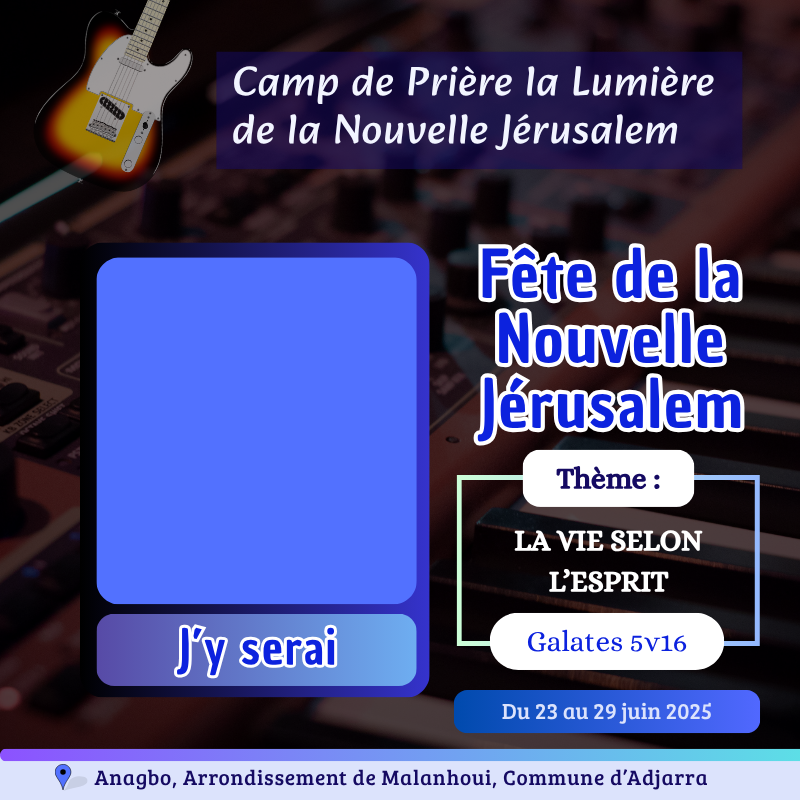 Camp de Prière la Lumière
de la Nouvelle Jérusalem
Fête de la
Nouvelle
Jérusalem
Thème :
LA VIE SELON
L’ESPRIT
Galates 5v16
J’y serai
Du 23 au 29 juin 2025
Anagbo, Arrondissement de Malanhoui, Commune d’Adjarra